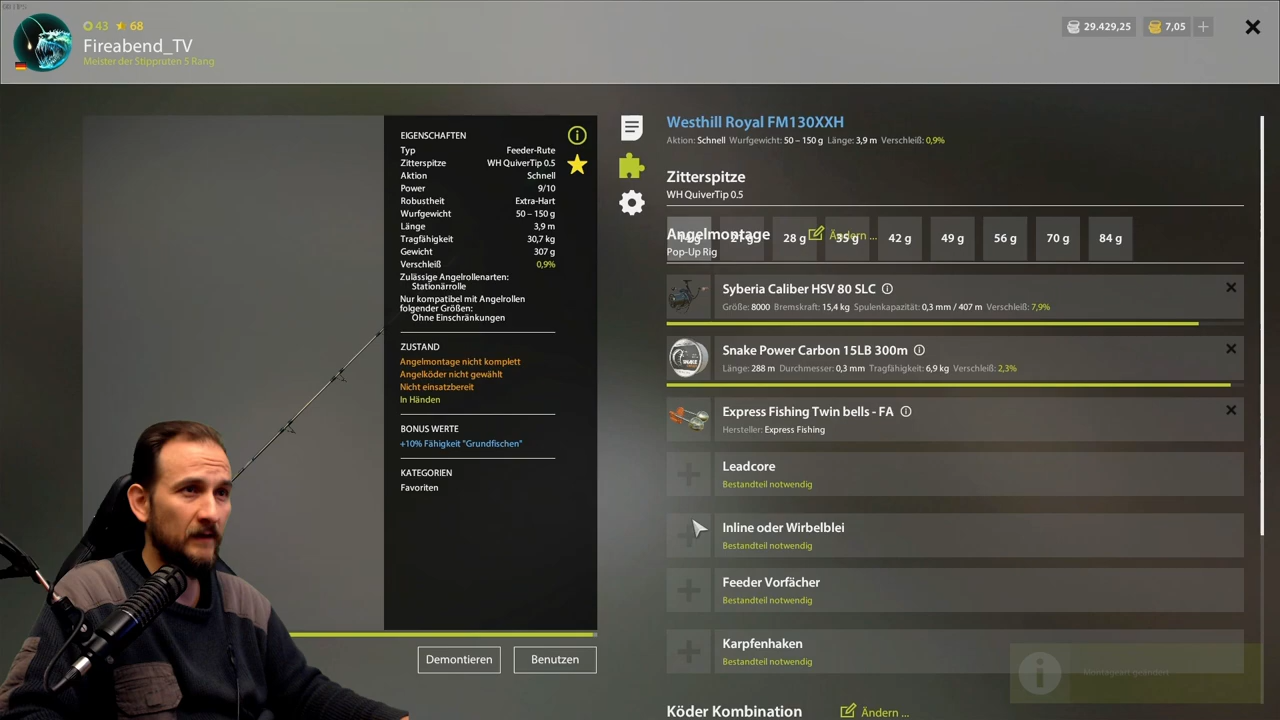 43 68
Fireabend_TV
Meister der Stippruten 5 Rang
29.429,25
7,05
EIGENSCHAFTEN
Typ Feeder-Rute
Zitterspitze WH QuiverTip 0.5
Aktion Schnell
Power 9/10
Robustheit Extra-Hart
Wurfgewicht 50 – 150 g
Länge 3,9 m
Tragfähigkeit 30,7 kg
Gewicht 307 g
Verschleiß 0,9%
Zulässige Angelrollenarten:
Stationärrolle
Nur kompatibel mit Angelrollen
folgender Größen:
Ohne Einschränkungen
ZUSTAND
Angelmontage nicht komplett
Angelköder nicht gewählt
Nicht einsatzbereit
In Händen
BONUS WERTE
+10% Fähigkeit "Grundfischen"
KATEGORIEN
Favoriten
Demontieren
Benutzen
Westhill Royal FM130XXH
Aktion: Schnell Wurfgewicht: 50 – 150 g Länge: 3,9 m Verschleiß: 0,9%
Zitterspitze
WH QuiverTip 0.5
28 g 35 g 42 g 49 g 56 g 70 g 84 g
Angelmontage Ändern ...
Pop-Up Rig
Syberia Caliber HSV 80 SLC
Größe: 8000 Bremskraft: 15,4 kg Spulenkapazität: 0,3 mm / 407 m Verschleiß: 7,9%
Snake Power Carbon 15LB 300m
Länge: 288 m Durchmesser: 0,3 mm Tragfähigkeit: 6,9 kg Verschleiß: 2,3%
Express Fishing Twin bells - FA
Hersteller: Express Fishing
Leadcore
Bestandteil notwendig
Inline oder Wirbelblei
Bestandteil notwendig
Feeder Vorfächer
Bestandteil notwendig
Karpfenhaken
Bestandteil notwendig
Montageart geändert
Köder Kombination Ändern ...